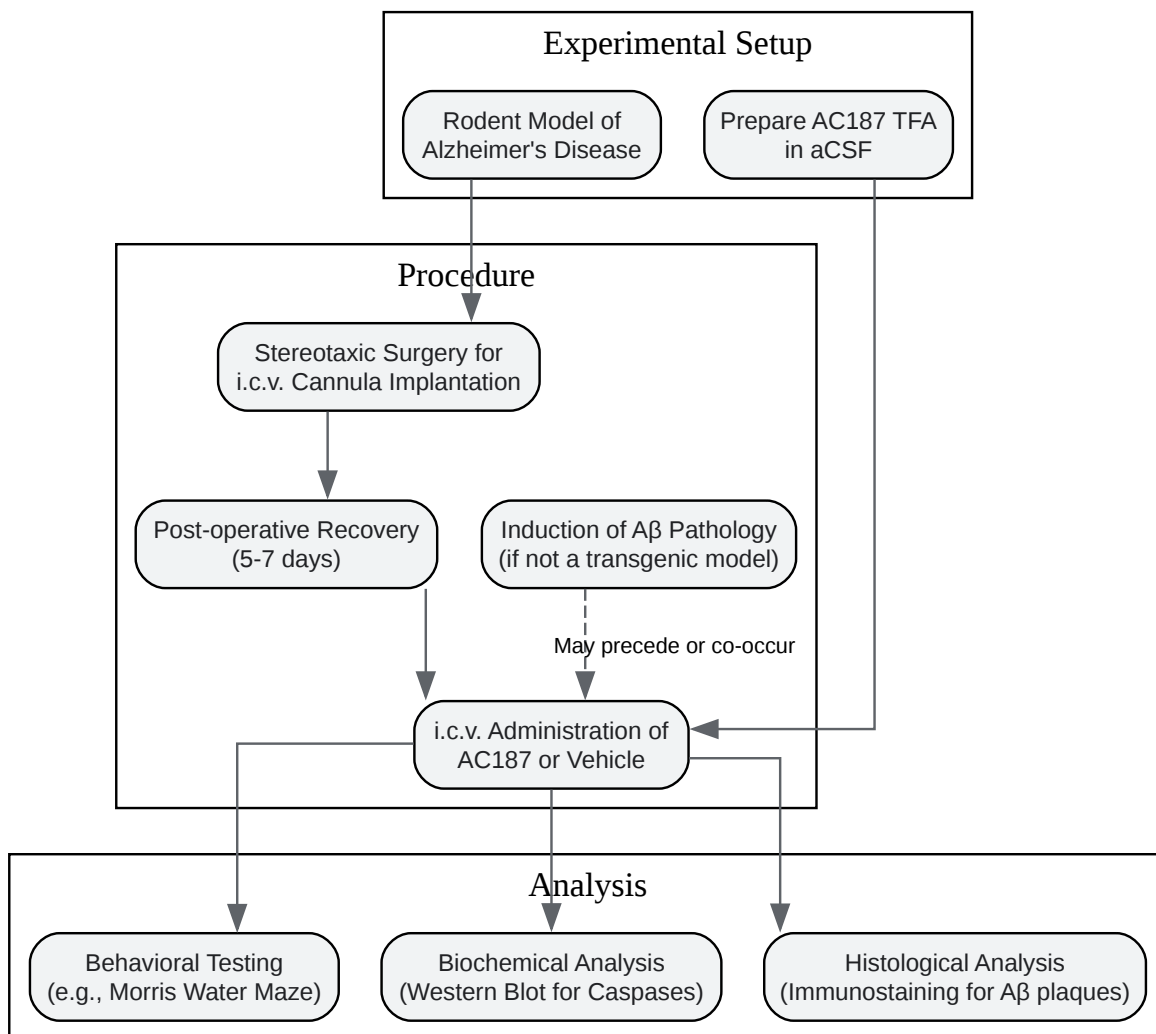 Experimental Setup
Rodent Model of
Alzheimer's Disease
Prepare AC187 TFA
in aCSF
Procedure
Stereotaxic Surgery for
i.c.v. Cannula Implantation
Post-operative Recovery
(5-7 days)
Induction of Aβ Pathology
(if not a transgenic model)
May precede or co-occur
i.c.v. Administration of
AC187 or Vehicle
Analysis
Behavioral Testing
(e.g., Morris Water Maze)
Biochemical Analysis
(Western Blot for Caspases)
Histological Analysis
(Immunostaining for Aβ plaques)